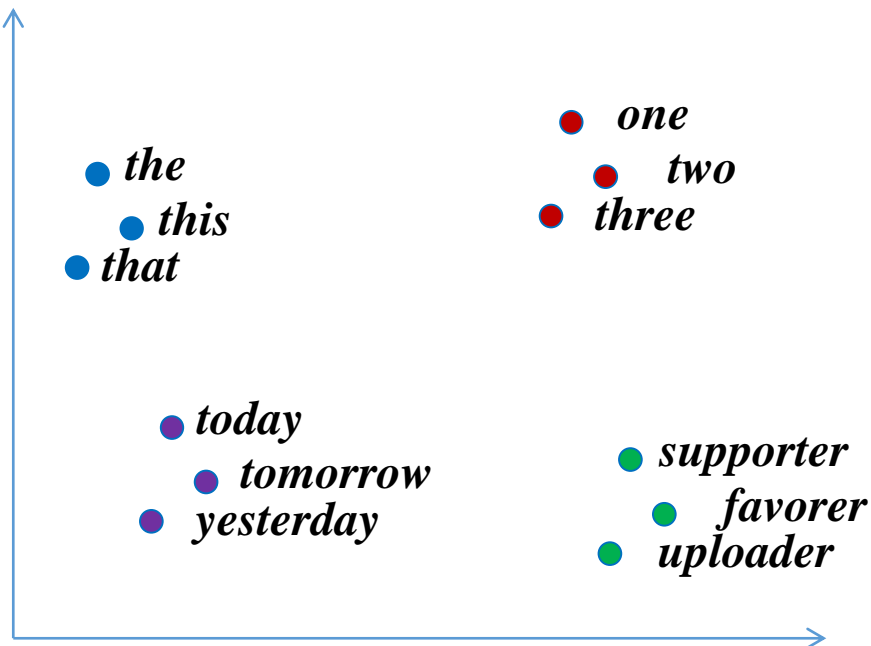 the
this
that
one
two
three
today
tomorrow
yesterday
supporter
favorer
uploader